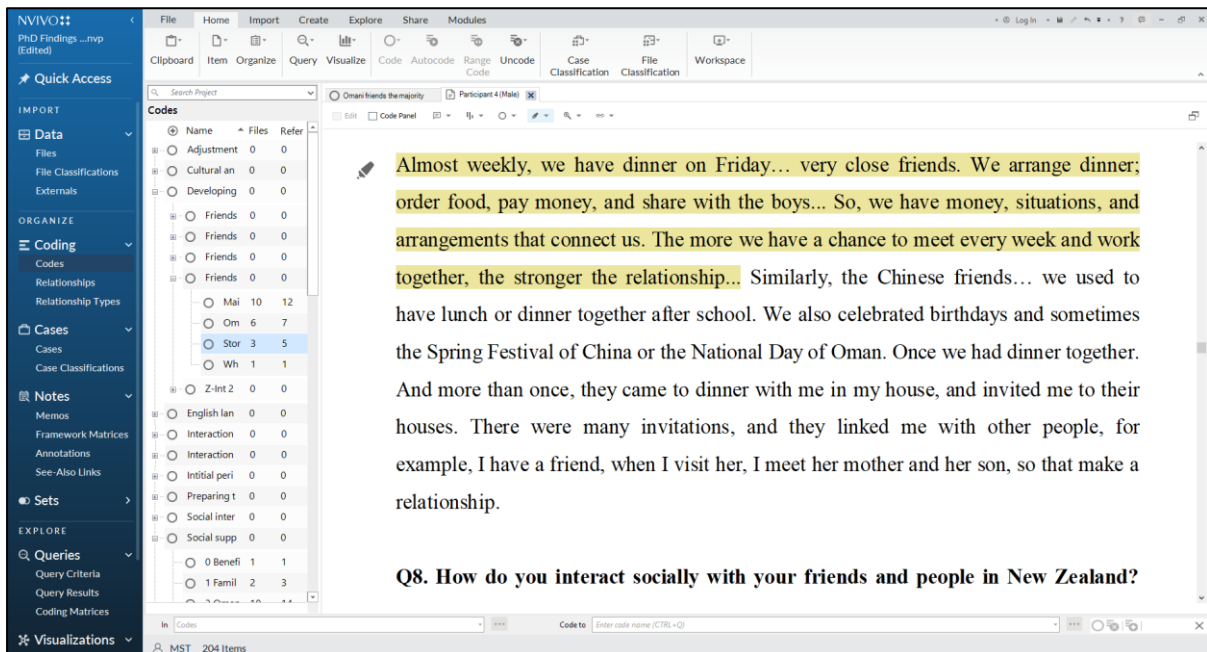 NVIVO
PhD Findings ...nvp
(Edited)
Quick Access
IMPORT
Data
Files
File Classifications
Externals
ORGANIZE
Coding
Codes
Relationships
Relationship Types
Cases
Cases
Case Classifications
Notes
Memos
Framework Matrices
Annotations
See-Also Links
Sets
EXPLORE
Queries
Query Criteria
Query Results
Coding Matrices
Visualizations
File Home Import Create Explore Share Modules
Log In
Clipboard Item Organize Query Visualize Code Autocode Range Code Uncode Case Classification File Classification Workspace
Search Project
Codes
Name Files Refer
Adjustment 0 0
Cultural an 0 0
Developing 0 0
Friends 0 0
Friends 0 0
Friends 0 0
Friends 0 0
Mai 10 12
Om 6 7
Stor 3 5
Wh 1 1
Z-Int 2 0 0
English lan 0 0
Interaction 0 0
Interaction 0 0
Intitial peri 0 0
Preparing t 0 0
Social inter 0 0
Social supp 0 0
0 Benefi 1 1
1 Famil 2 3
Omani friends the majority
Participant 4 (Male)
Edit Code Panel
Almost weekly, we have dinner on Friday… very close friends. We arrange dinner;
order food, pay money, and share with the boys... So, we have money, situations, and
arrangements that connect us. The more we have a chance to meet every week and work
together, the stronger the relationship... Similarly, the Chinese friends… we used to
have lunch or dinner together after school. We also celebrated birthdays and sometimes
the Spring Festival of China or the National Day of Oman. Once we had dinner together.
And more than once, they came to dinner with me in my house, and invited me to their
houses. There were many invitations, and they linked me with other people, for
example, I have a friend, when I visit her, I meet her mother and her son, so that make a
relationship.
Q8. How do you interact socially with your friends and people in New Zealand?
In Codes
Code to Enter code name (CTRL+Q)
MST 204 Items